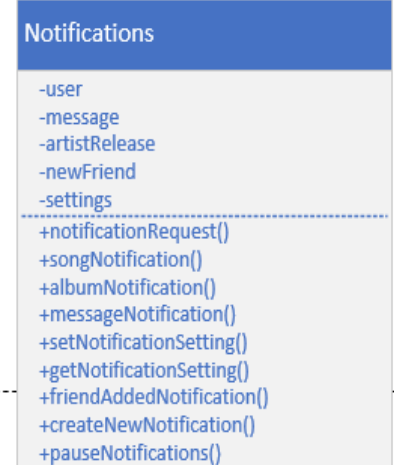 Notifications
-user
-message
-artistRelease
-newFriend
-settings
+notificationRequest()
+songNotification()
+albumNotification()
+messageNotification()
+setNotificationSetting()
+getNotificationSetting()
+friendAddedNotification()
+createNewNotification()
+pauseNotifications()